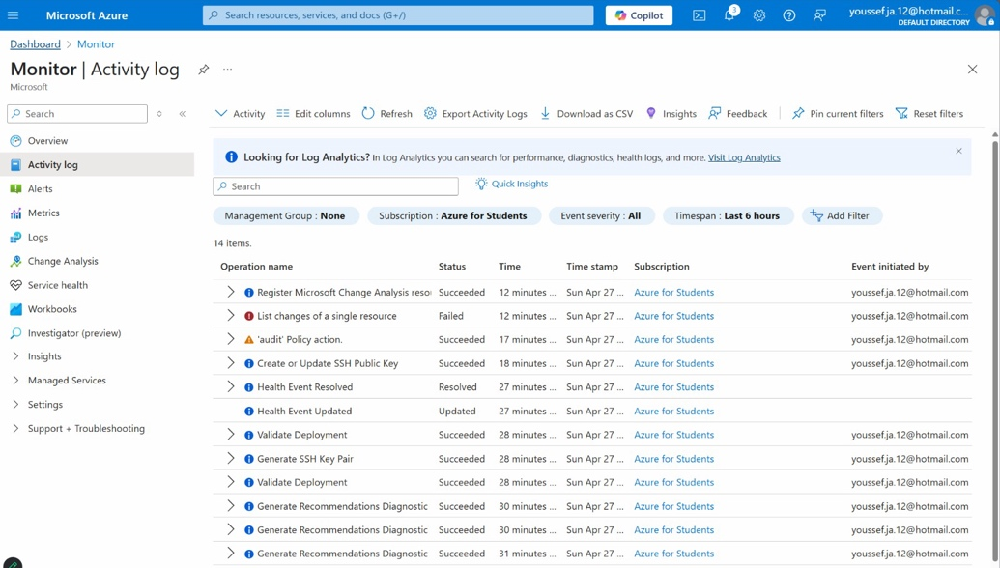 Microsoft Azure
Search resources, services, and docs (G+/)
Copilot
3
youssef.ja.12@hotmail.c...
DEFAULT DIRECTORY
Dashboard > Monitor
Monitor | Activity log
Microsoft
Search
Overview
Activity log
Alerts
Metrics
Logs
Change Analysis
Service health
Workbooks
Investigator (preview)
Insights
Managed Services
Settings
Support + Troubleshooting
Activity Edit columns Refresh Export Activity Logs Download as CSV Insights Feedback Pin current filters Reset filters
Looking for Log Analytics? In Log Analytics you can search for performance, diagnostics, health logs, and more. Visit Log Analytics
Search
Quick Insights
Management Group : None Subscription : Azure for Students Event severity : All Timespan : Last 6 hours Add Filter
14 items.
Operation name Status Time Time stamp Subscription Event initiated by
Register Microsoft Change Analysis reso Succeeded 12 minutes ... Sun Apr 27 ... Azure for Students youssef.ja.12@hotmail.com
List changes of a single resource Failed 12 minutes ... Sun Apr 27 ... Azure for Students youssef.ja.12@hotmail.com
'audit' Policy action. Succeeded 17 minutes ... Sun Apr 27 ... Azure for Students youssef.ja.12@hotmail.com
Create or Update SSH Public Key Succeeded 18 minutes ... Sun Apr 27 ... Azure for Students youssef.ja.12@hotmail.com
Health Event Resolved Resolved 27 minutes ... Sun Apr 27 ... Azure for Students
Health Event Updated Updated 27 minutes ... Sun Apr 27 ... Azure for Students
Validate Deployment Succeeded 28 minutes ... Sun Apr 27 ... Azure for Students youssef.ja.12@hotmail.com
Generate SSH Key Pair Succeeded 28 minutes ... Sun Apr 27 ... Azure for Students youssef.ja.12@hotmail.com
Validate Deployment Succeeded 28 minutes ... Sun Apr 27 ... Azure for Students youssef.ja.12@hotmail.com
Generate Recommendations Diagnostic Succeeded 30 minutes ... Sun Apr 27 ... Azure for Students youssef.ja.12@hotmail.com
Generate Recommendations Diagnostic Succeeded 30 minutes ... Sun Apr 27 ... Azure for Students youssef.ja.12@hotmail.com
Generate Recommendations Diagnostic Succeeded 31 minutes ... Sun Apr 27 ... Azure for Students youssef.ja.12@hotmail.com